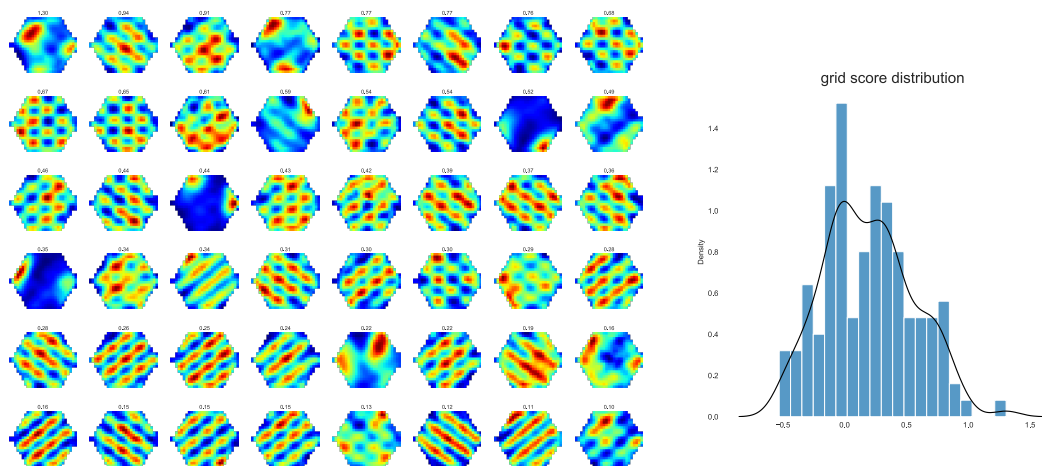 1.30 0.94 0.91 0.77 0.77 0.77 0.76 0.68
0.67 0.65 0.61 0.59 0.54 0.54 0.52 0.49
0.46 0.44 0.44 0.43 0.42 0.39 0.37 0.36
0.35 0.34 0.34 0.31 0.30 0.30 0.29 0.28
0.28 0.26 0.25 0.24 0.22 0.22 0.19 0.16
0.16 0.15 0.15 0.15 0.13 0.12 0.11 0.10
grid score distribution
1.4
1.2
1.0
0.8
0.6
0.4
0.2
0.0
Density
−0.5 0.0 0.5 1.0 1.5